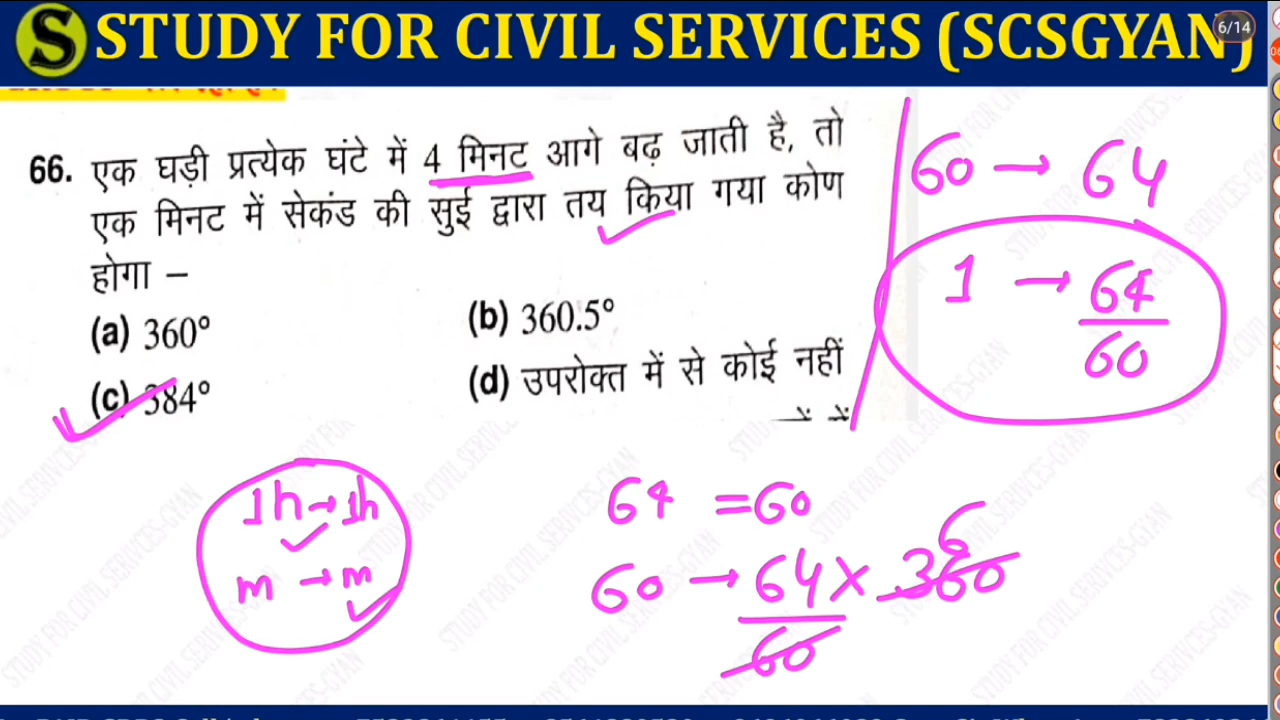 S STUDY FOR CIVIL SERVICES (SCSGYAN)
6/14
66. एक घड़ी प्रत्येक घंटे में 4 मिनट आगे बढ़ जाती है, तो
एक मिनट में सेकंड की सुई द्वारा तय किया गया कोण
होगा –
(a) 360°
(b) 360.5°
(c) 384°
(d) उपरोक्त में से कोई नहीं
60 → 64
1 → 64
60
1h → 1h
m → m
64 = 60
60 → 64 × 360
6
60